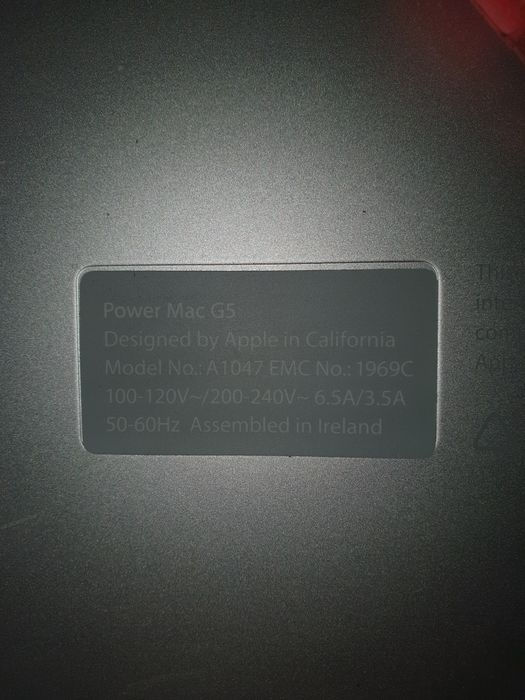 Power Mac G5
Designed by Apple in California
Model No.: A1047 EMC No.: 1969C
100-120V~/200-240V~ 6.5A/3.5A
50-60Hz Assembled in Ireland